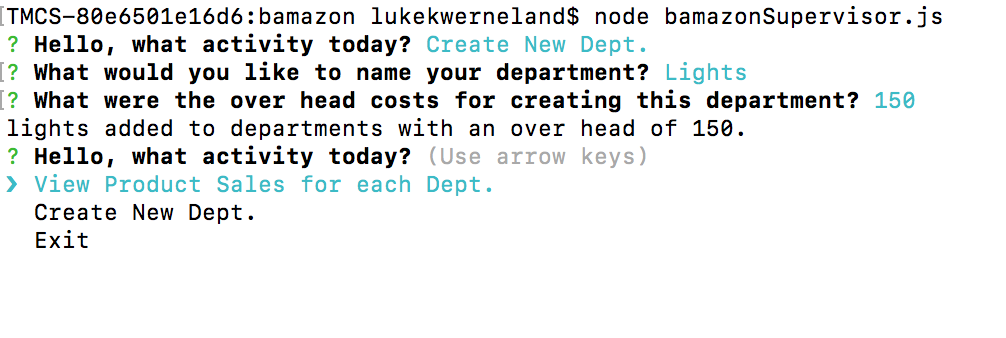 [TMCS-80e6501e16d6:bamazon lukekwerneland$ node bamazonSupervisor.js
? Hello, what activity today? Create New Dept.
[? What would you like to name your department? Lights
[? What were the over head costs for creating this department? 150
lights added to departments with an over head of 150.
? Hello, what activity today? (Use arrow keys)
❯ View Product Sales for each Dept.
Create New Dept.
Exit